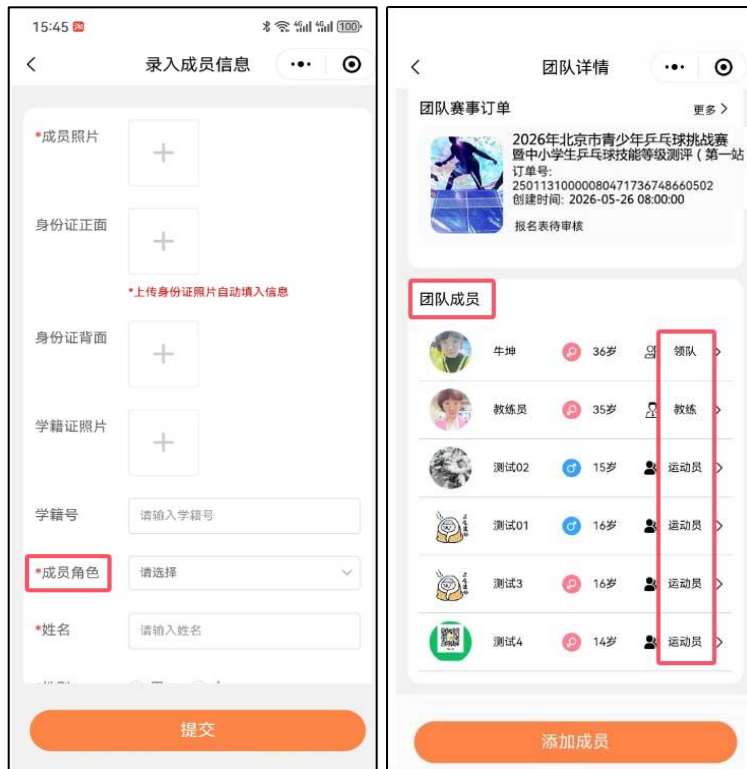 15:45
100
录入成员信息
*成员照片
身份证正面
*上传身份证照片自动填入信息
身份证背面
学籍证照片
学籍号
请输入学籍号
*成员角色
请选择
*姓名
请输入姓名
提交
团队详情
团队赛事订单
更多
2026年北京市青少年乒乓球挑战赛
暨中小学生乒乓球技能等级测评（第一站
订单号:
25011310000080471736748660502
创建时间: 2026-05-26 08:00:00
报名表待审核
团队成员
牛坤 36岁 领队
教练员 35岁 教练
测试02 15岁 运动员
测试01 16岁 运动员
测试3 16岁 运动员
测试4 14岁 运动员
添加成员